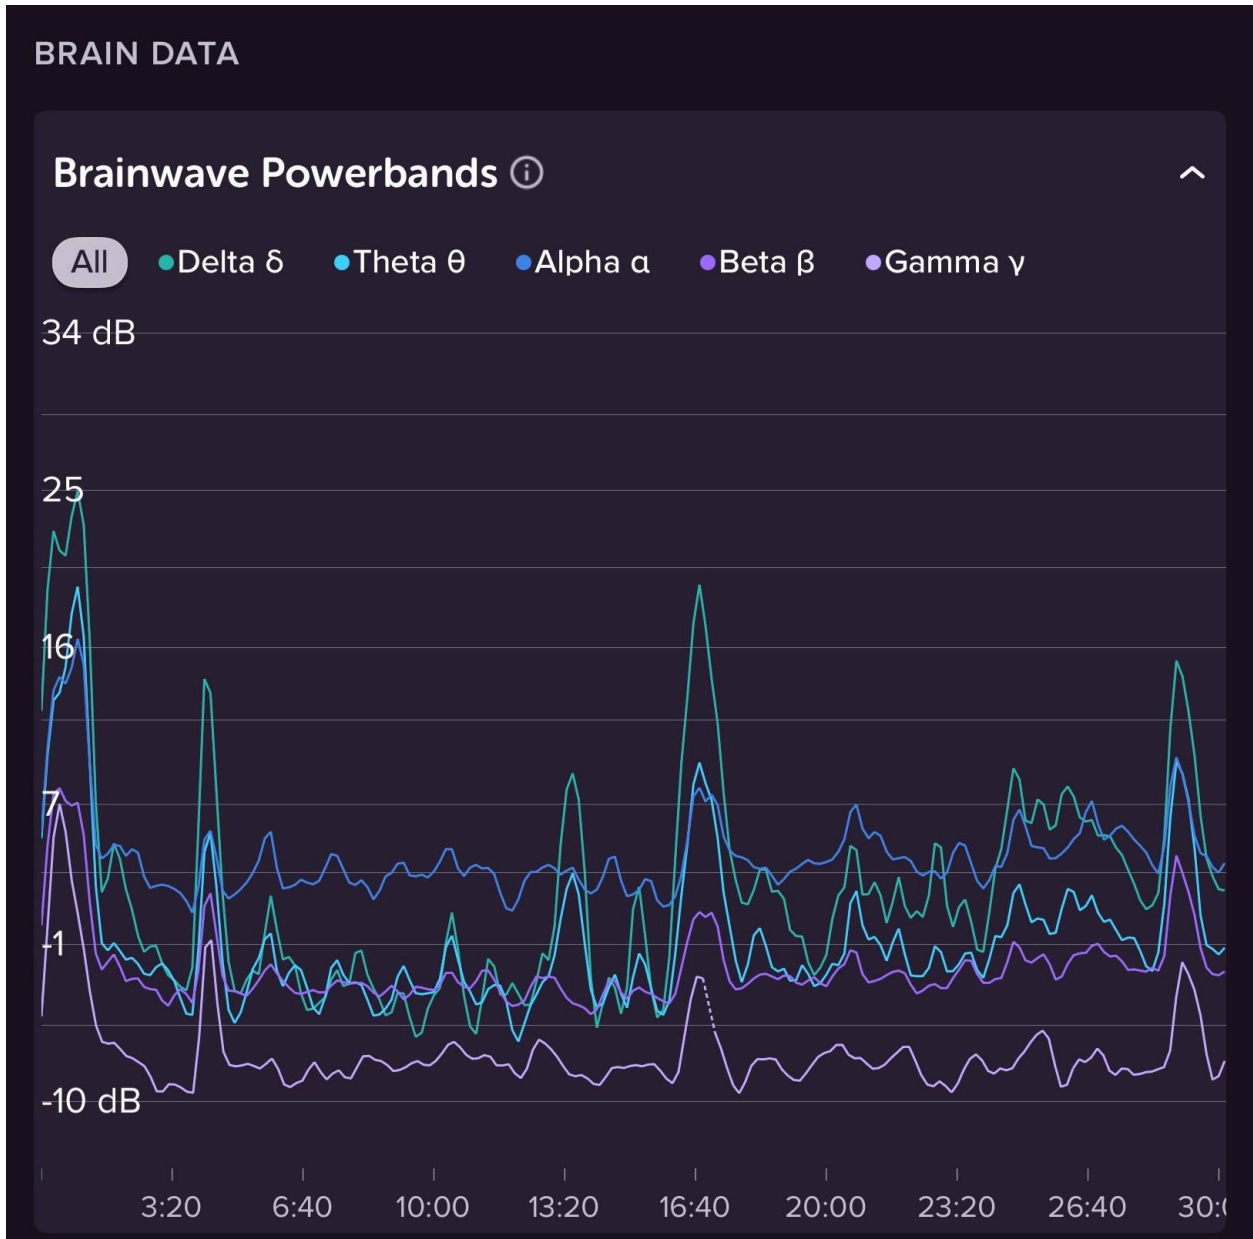 BRAIN DATA
Brainwave Powerbands
All Delta δ Theta θ Alpha α Beta β Gamma γ
34 dB
25
16
7
-1
-10 dB
3:20 6:40 10:00 13:20 16:40 20:00 23:20 26:40